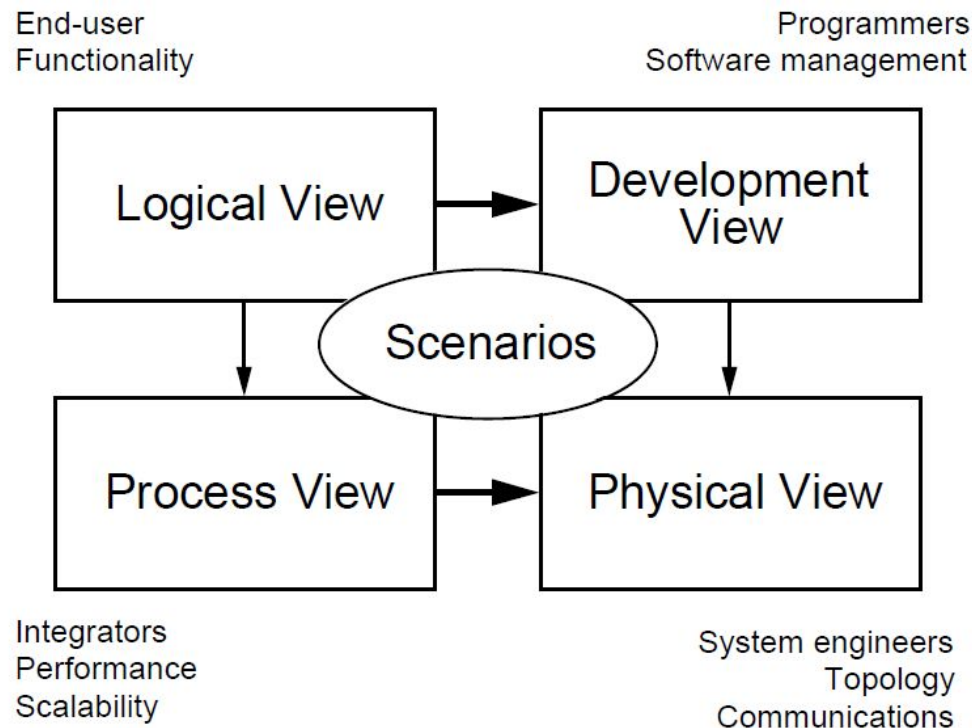 End-user
Functionality
Programmers
Software management
Logical View
Development
View
Scenarios
Process View
Physical View
Integrators
Performance
Scalability
System engineers
Topology
Communications